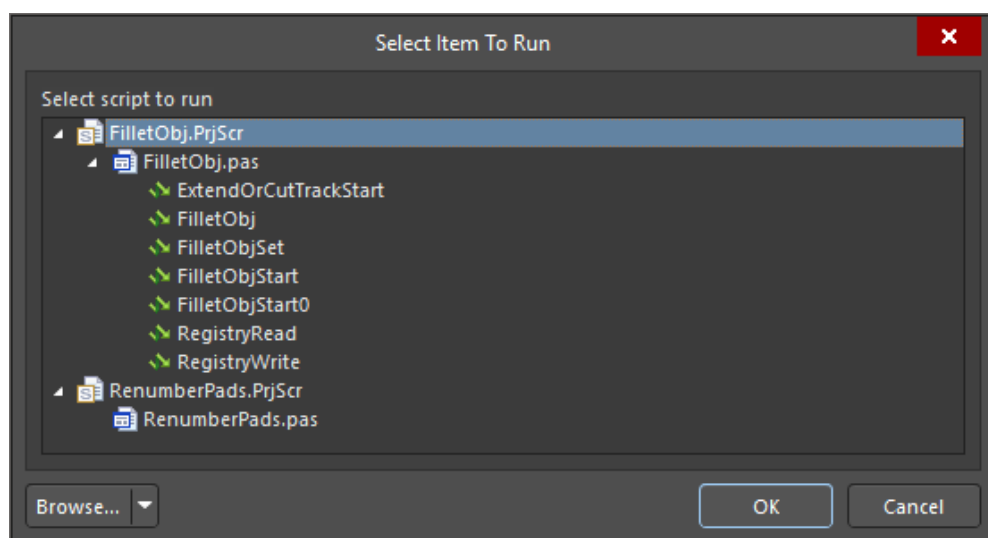 Select Item To Run
Select script to run
FilletObj.PrjScr
FilletObj.pas
ExtendOrCutTrackStart
FilletObj
FilletObjSet
FilletObjStart
FilletObjStart0
RegistryRead
RegistryWrite
RenumberPads.PrjScr
RenumberPads.pas
Browse...
OK
Cancel